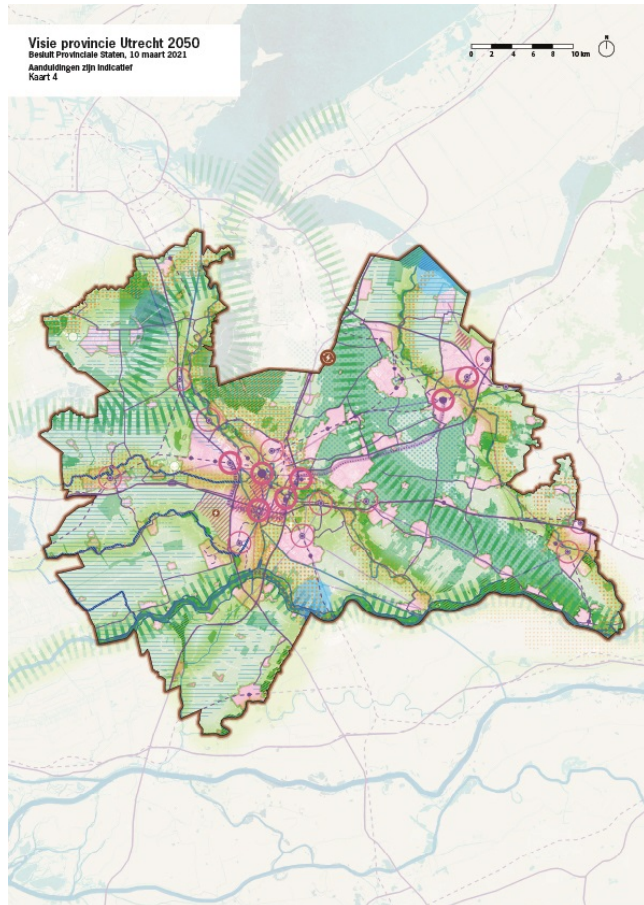 Visie provincie Utrecht 2050
Besluit Provinciale Staten, 10 maart 2021
Aanduidingen zijn indicatief
Kaart 4
0 2 4 6 8 10 km
N